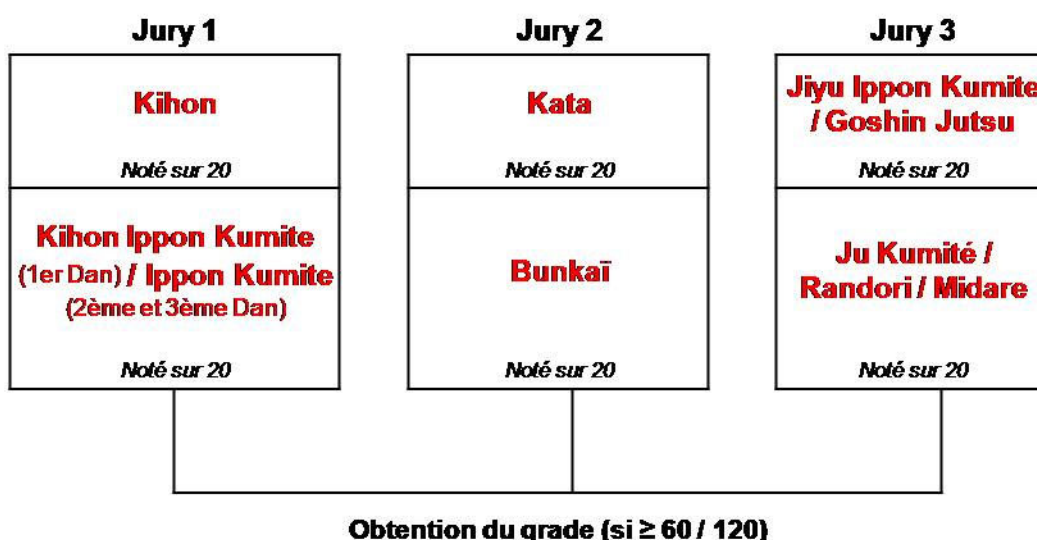 Jury 1
Kihon
Noté sur 20
Kihon Ippon Kumite
(1er Dan) / Ippon Kumite
(2ème et 3ème Dan)
Noté sur 20
Jury 2
Kata
Noté sur 20
Bunkaï
Noté sur 20
Jury 3
Jiyu Ippon Kumite
/ Goshin Jutsu
Noté sur 20
Ju Kumité /
Randori / Midare
Noté sur 20
Obtention du grade (si ≥ 60 / 120)